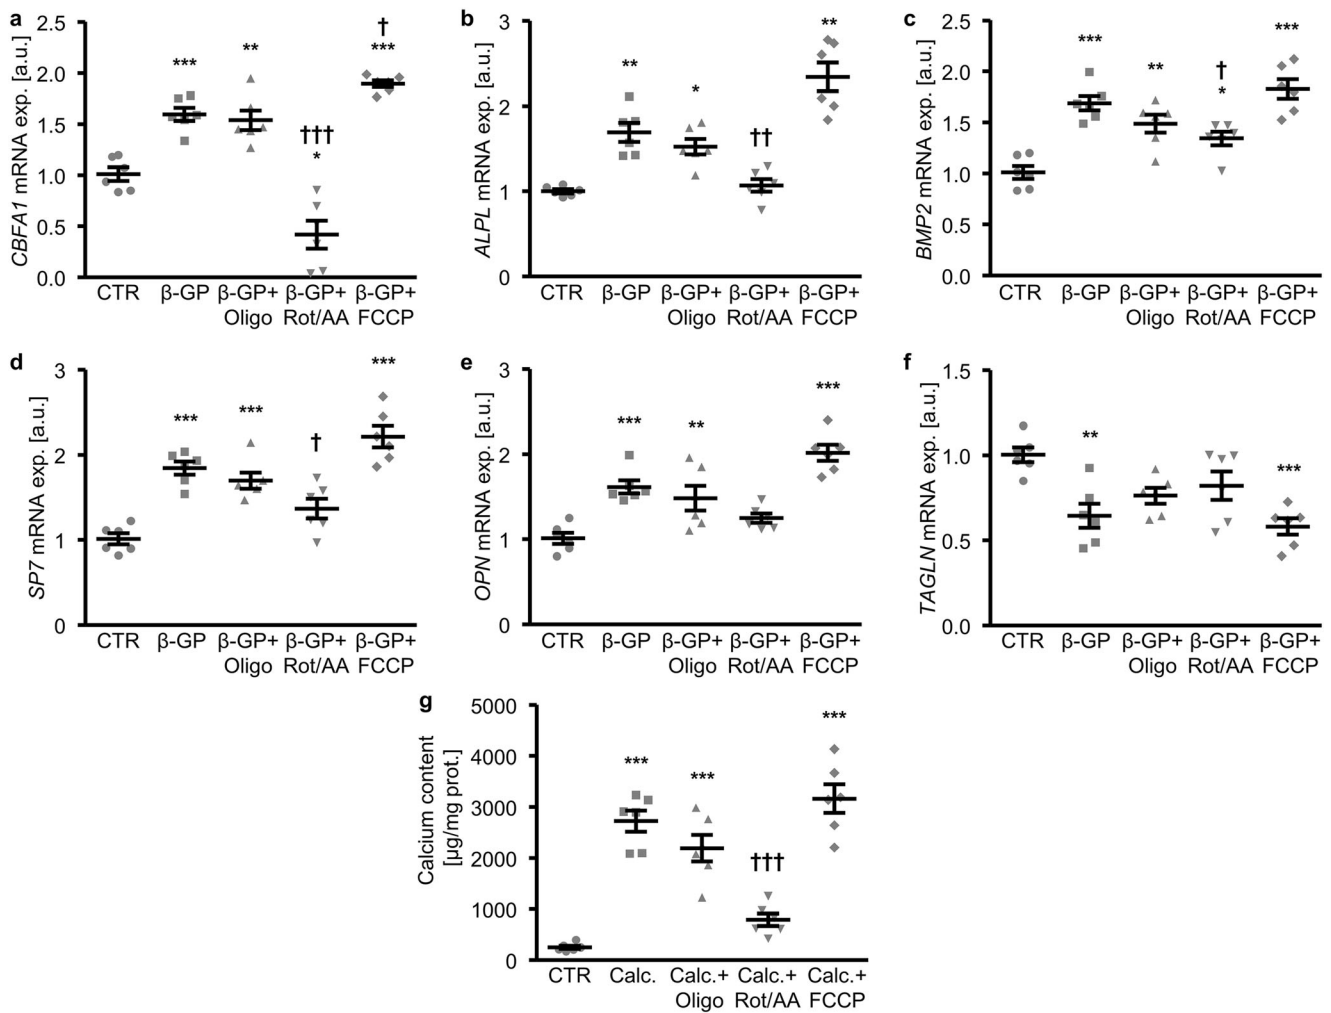 a
CBFA1 mRNA exp. [a.u.]
2.5
2.0
1.5
1.0
0.5
0.0
***
**
†††
*
†
***
CTR β-GP β-GP+ β-GP+ β-GP+
Oligo Rot/AA FCCP
b
ALPL mRNA exp. [a.u.]
3
2
1
0
**
*
††
**
CTR β-GP β-GP+ β-GP+ β-GP+
Oligo Rot/AA FCCP
c
BMP2 mRNA exp. [a.u.]
2.5
2.0
1.5
1.0
0.5
0.0
***
**
†
*
***
CTR β-GP β-GP+ β-GP+ β-GP+
Oligo Rot/AA FCCP
d
SP7 mRNA exp. [a.u.]
3
2
1
0
***
***
†
***
CTR β-GP β-GP+ β-GP+ β-GP+
Oligo Rot/AA FCCP
e
OPN mRNA exp. [a.u.]
3
2
1
0
***
**
***
CTR β-GP β-GP+ β-GP+ β-GP+
Oligo Rot/AA FCCP
f
TAGLN mRNA exp. [a.u.]
1.5
1.0
0.5
0.0
**
***
CTR β-GP β-GP+ β-GP+ β-GP+
Oligo Rot/AA FCCP
g
Calcium content
[µg/mg prot.]
5000
4000
3000
2000
1000
0
***
***
†††
***
CTR Calc. Calc.+ Calc.+ Calc.+
Oligo Rot/AA FCCP